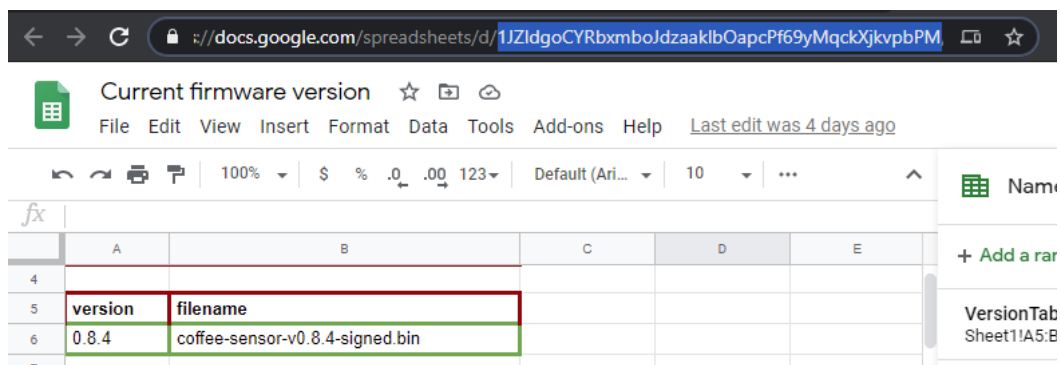 ://docs.google.com/spreadsheets/d/1JZIdgoCYRbxmboJdzaaklbOapcPf69yMqckXjkvpbPM
Current firmware version
File Edit View Insert Format Data Tools Add-ons Help Last edit was 4 days ago
100% $ % .0 .00 123 Default (Ari... 10
Name
fx
A B C D E
+ Add a ran
4
5 version filename
VersionTab
6 0.8.4 coffee-sensor-v0.8.4-signed.bin
Sheet1!A5:B